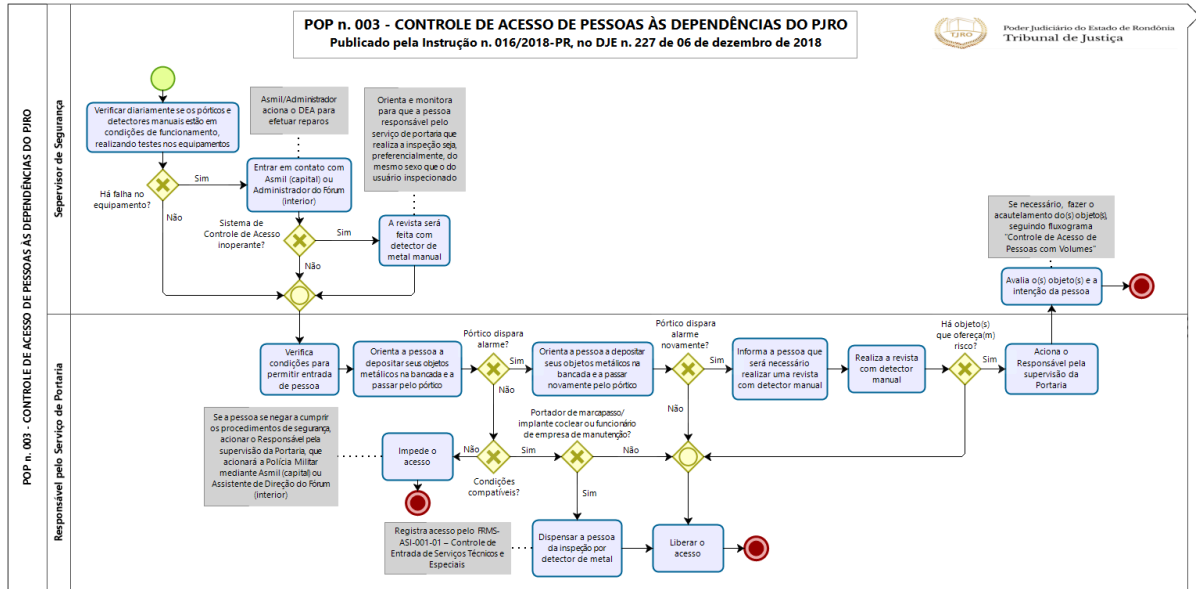 POP n. 003 - CONTROLE DE ACESSO DE PESSOAS ÀS DEPENDÊNCIAS DO PJRO
Publicado pela Instrução n. 016/2018-PR, no DJE n. 227 de 06 de dezembro de 2018
TJRO
Poder Judiciário do Estado de Rondônia
Tribunal de Justiça
POP n. 003 - CONTROLE DE ACESSO DE PESSOAS ÀS DEPENDÊNCIAS DO PJRO
Sepervisor de Segurança
Verificar diariamente se os pórticos e
detectores manuais estão em
condições de funcionamento,
realizando testes nos equipamentos
Há falha no
equipamento?
Sim
Não
Asmil/Administrador
aciona o DEA para
efetuar reparos
Entrar em contato com
Asmil (capital) ou
Administrador do Fórum
(interior)
Sistema de
Controle de Acesso
inoperante?
Sim
Não
Orienta e monitora
para que a pessoa
responsável pelo
serviço de portaria que
realiza a inspeção seja,
preferencialmente, do
mesmo sexo que o do
usuário inspecionado
A revista será
feita com
detector de
metal manual
Se necessário, fazer o
acautelamento do(s) objeto(s),
seguindo fluxograma
"Controle de Acesso de
Pessoas com Volumes"
Avalia o(s) objeto(s) e a
intenção da pessoa
Responsável pelo Serviço de Portaria
Verifica
condições para
permitir entrada
de pessoa
Orienta a pessoa a
depositar seus objetos
metálicos na bancada e a
passar pelo pórtico
Pórtico dispara
alarme?
Sim
Não
Orienta a pessoa a depositar
seus objetos metálicos na
bancada e a passar
novamente pelo pórtico
Pórtico dispara
alarme
novamente?
Sim
Não
Informa a pessoa que
será necessário
realizar uma revista
com detector manual
Realiza a revista
com detector
manual
Há objeto(s)
que ofereça(m)
risco?
Sim
Aciona o
Responsável pela
supervisão da
Portaria
Se a pessoa se negar a cumprir
os procedimentos de segurança,
acionar o Responsável pela
supervisão da Portaria, que
acionará a Polícia Militar
mediante Asmil (capital) ou
Assistente de Direção do Fórum
(interior)
Impede o
acesso
Não
Condições
compatíveis?
Sim
Portador de marcapasso/
implante coclear ou funcionário
de empresa de manutenção?
Não
Sim
Registra acesso pelo FRMS-
ASI-001-01 – Controle de
Entrada de Serviços Técnicos e
Especiais
Dispensar a pessoa
da inspeção por
detector de metal
Liberar o
acesso